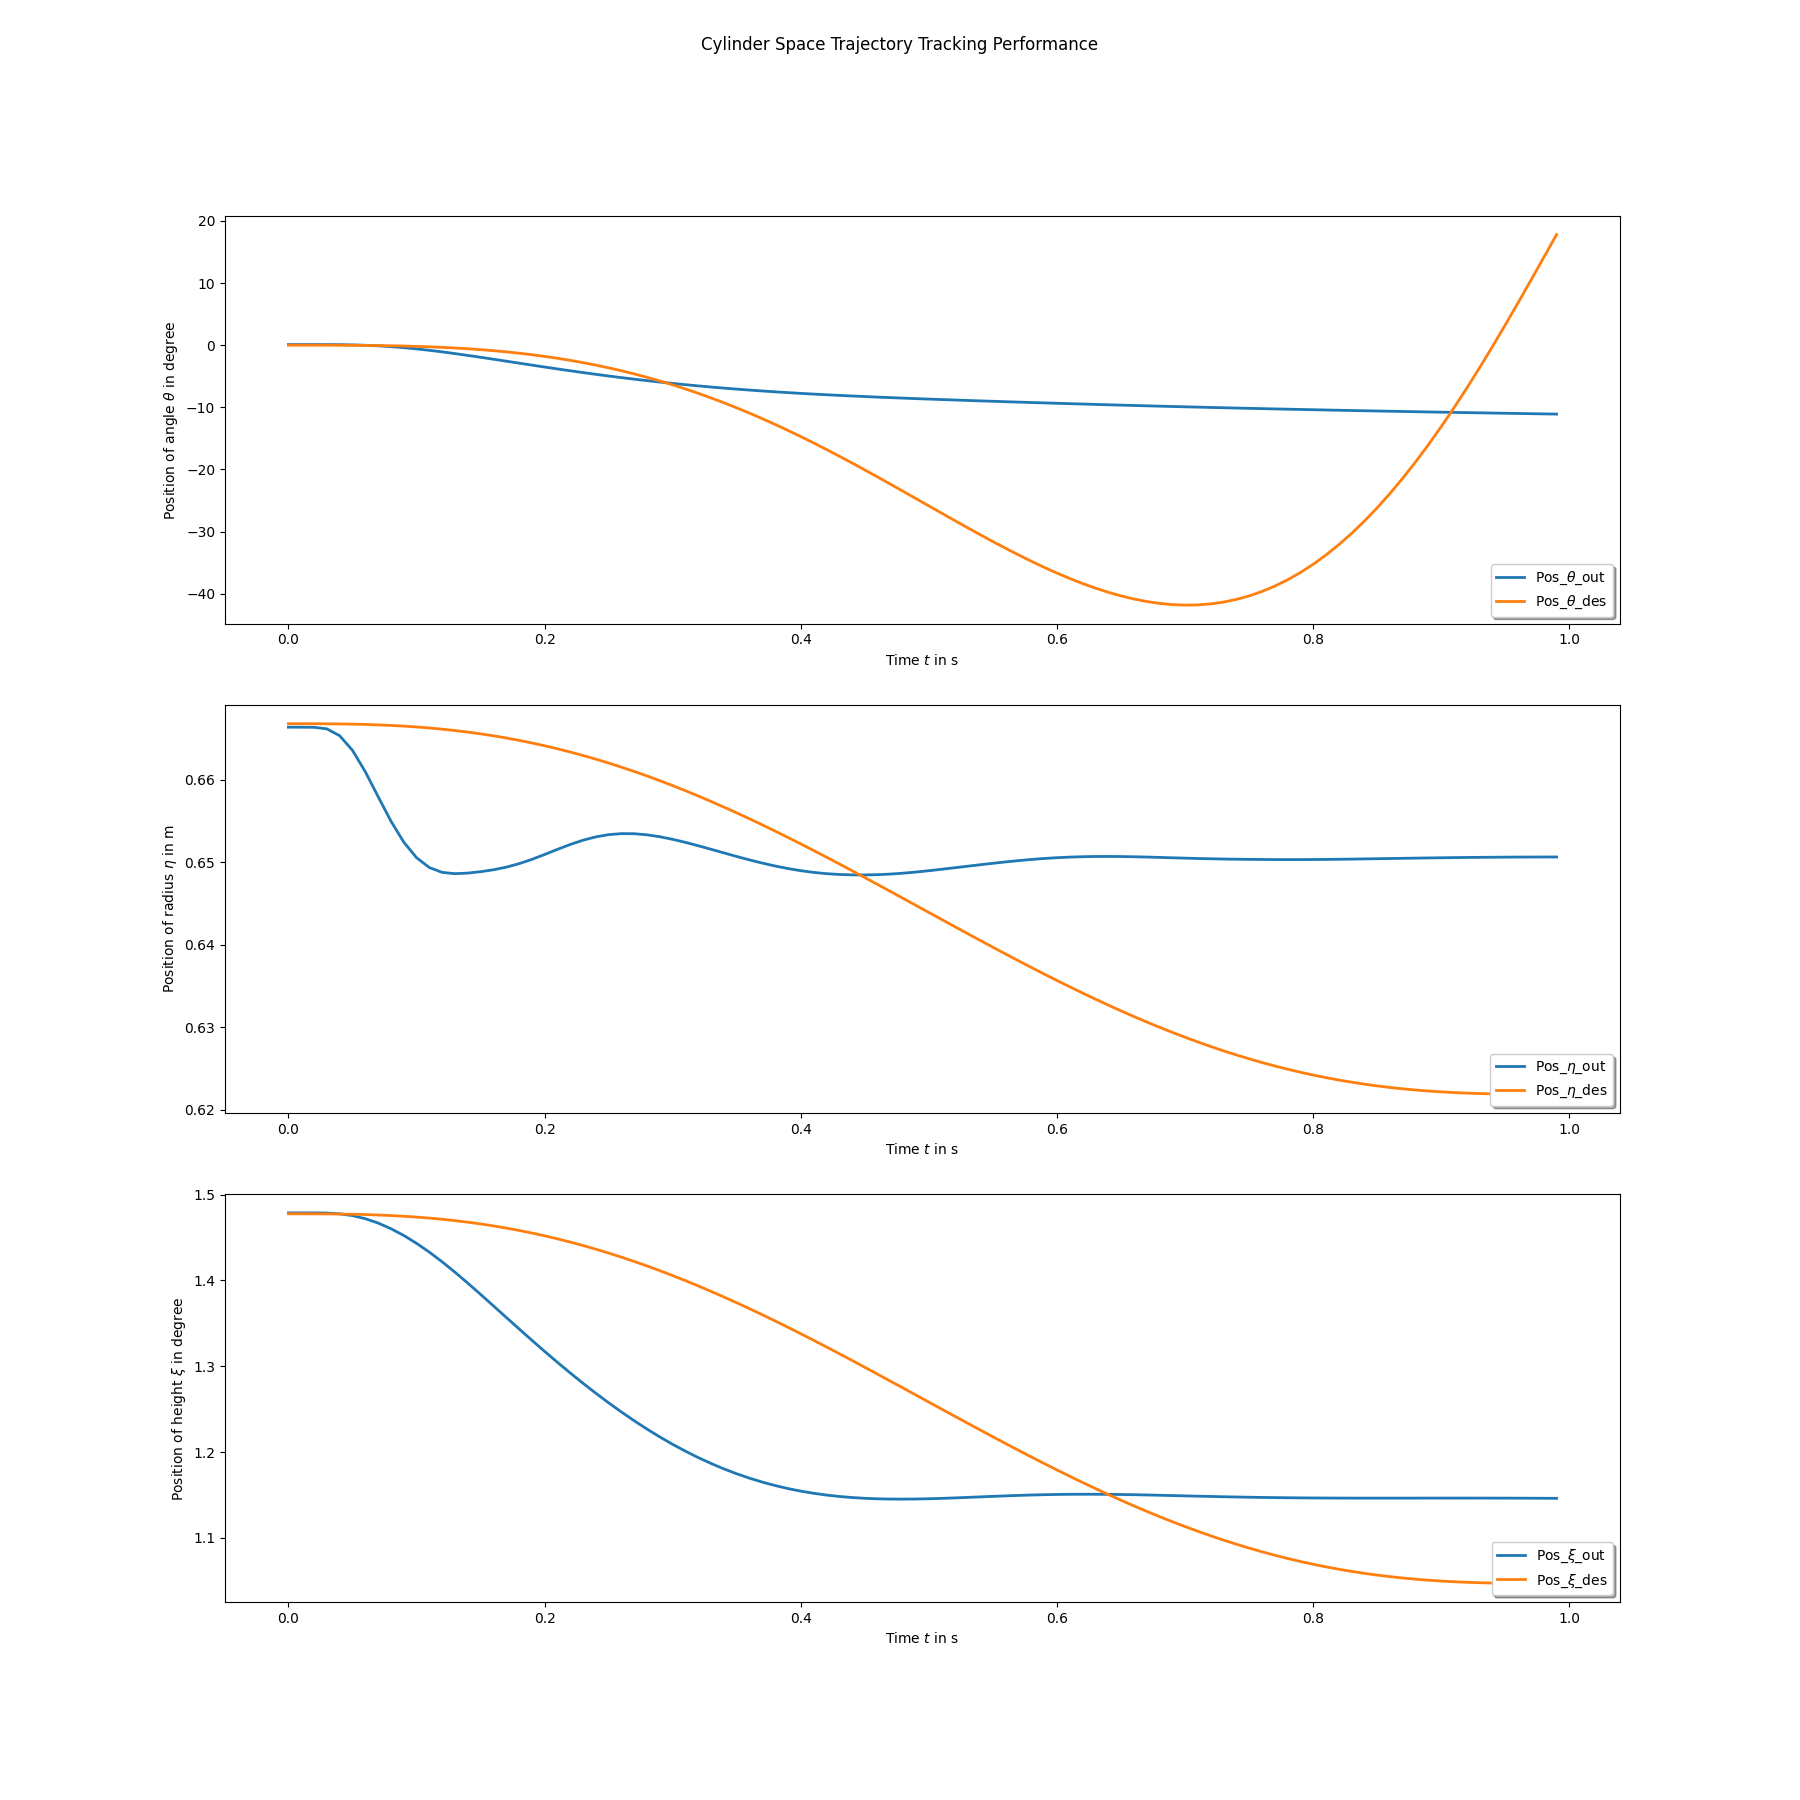 Cylinder Space Trajectory Tracking Performance
Position of angle θ in degree
20
10
0
−10
−20
−30
−40
0.0 0.2 0.4 0.6 0.8 1.0
Time t in s
Pos_θ_out
Pos_θ_des
Position of radius η in m
0.66
0.65
0.64
0.63
0.62
0.0 0.2 0.4 0.6 0.8 1.0
Time t in s
Pos_η_out
Pos_η_des
Position of height ξ in degree
1.5
1.4
1.3
1.2
1.1
0.0 0.2 0.4 0.6 0.8 1.0
Time t in s
Pos_ξ_out
Pos_ξ_des